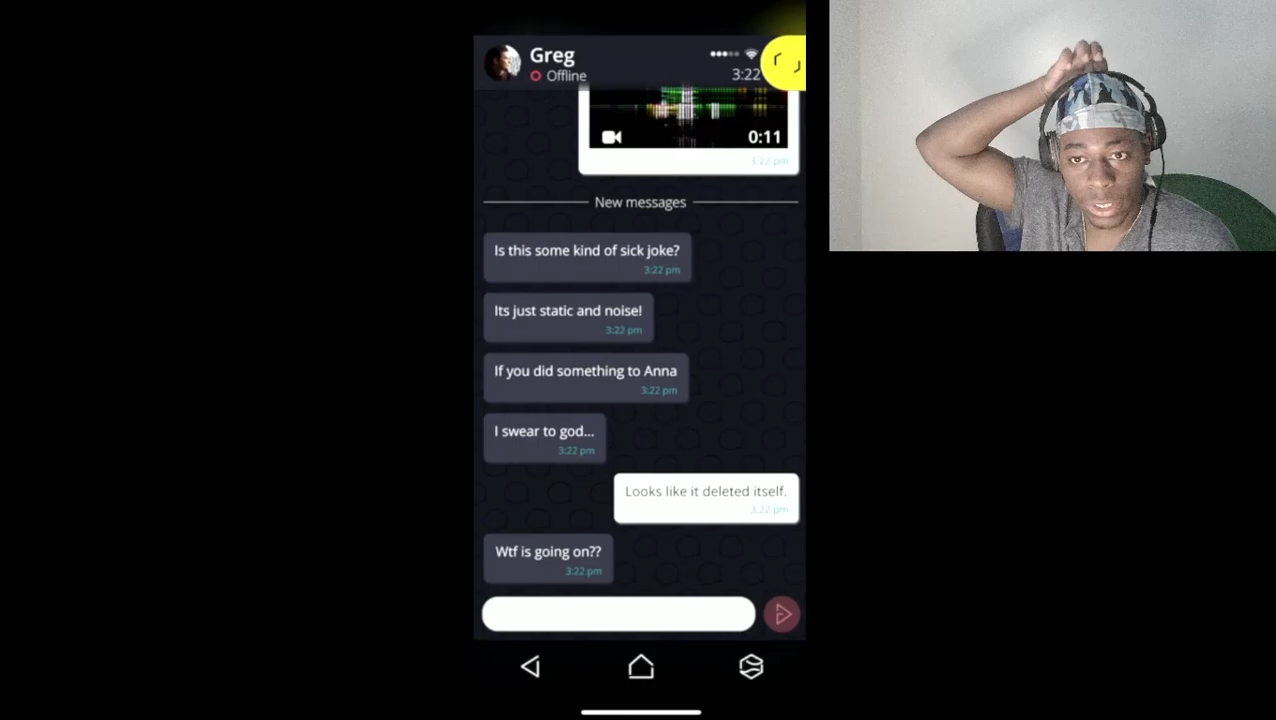 Greg
Offline
3:22
0:11
3:22 pm
New messages
Is this some kind of sick joke?
3:22 pm
Its just static and noise!
3:22 pm
If you did something to Anna
3:22 pm
I swear to god...
3:22 pm
Looks like it deleted itself.
3:22 pm
Wtf is going on??
3:22 pm